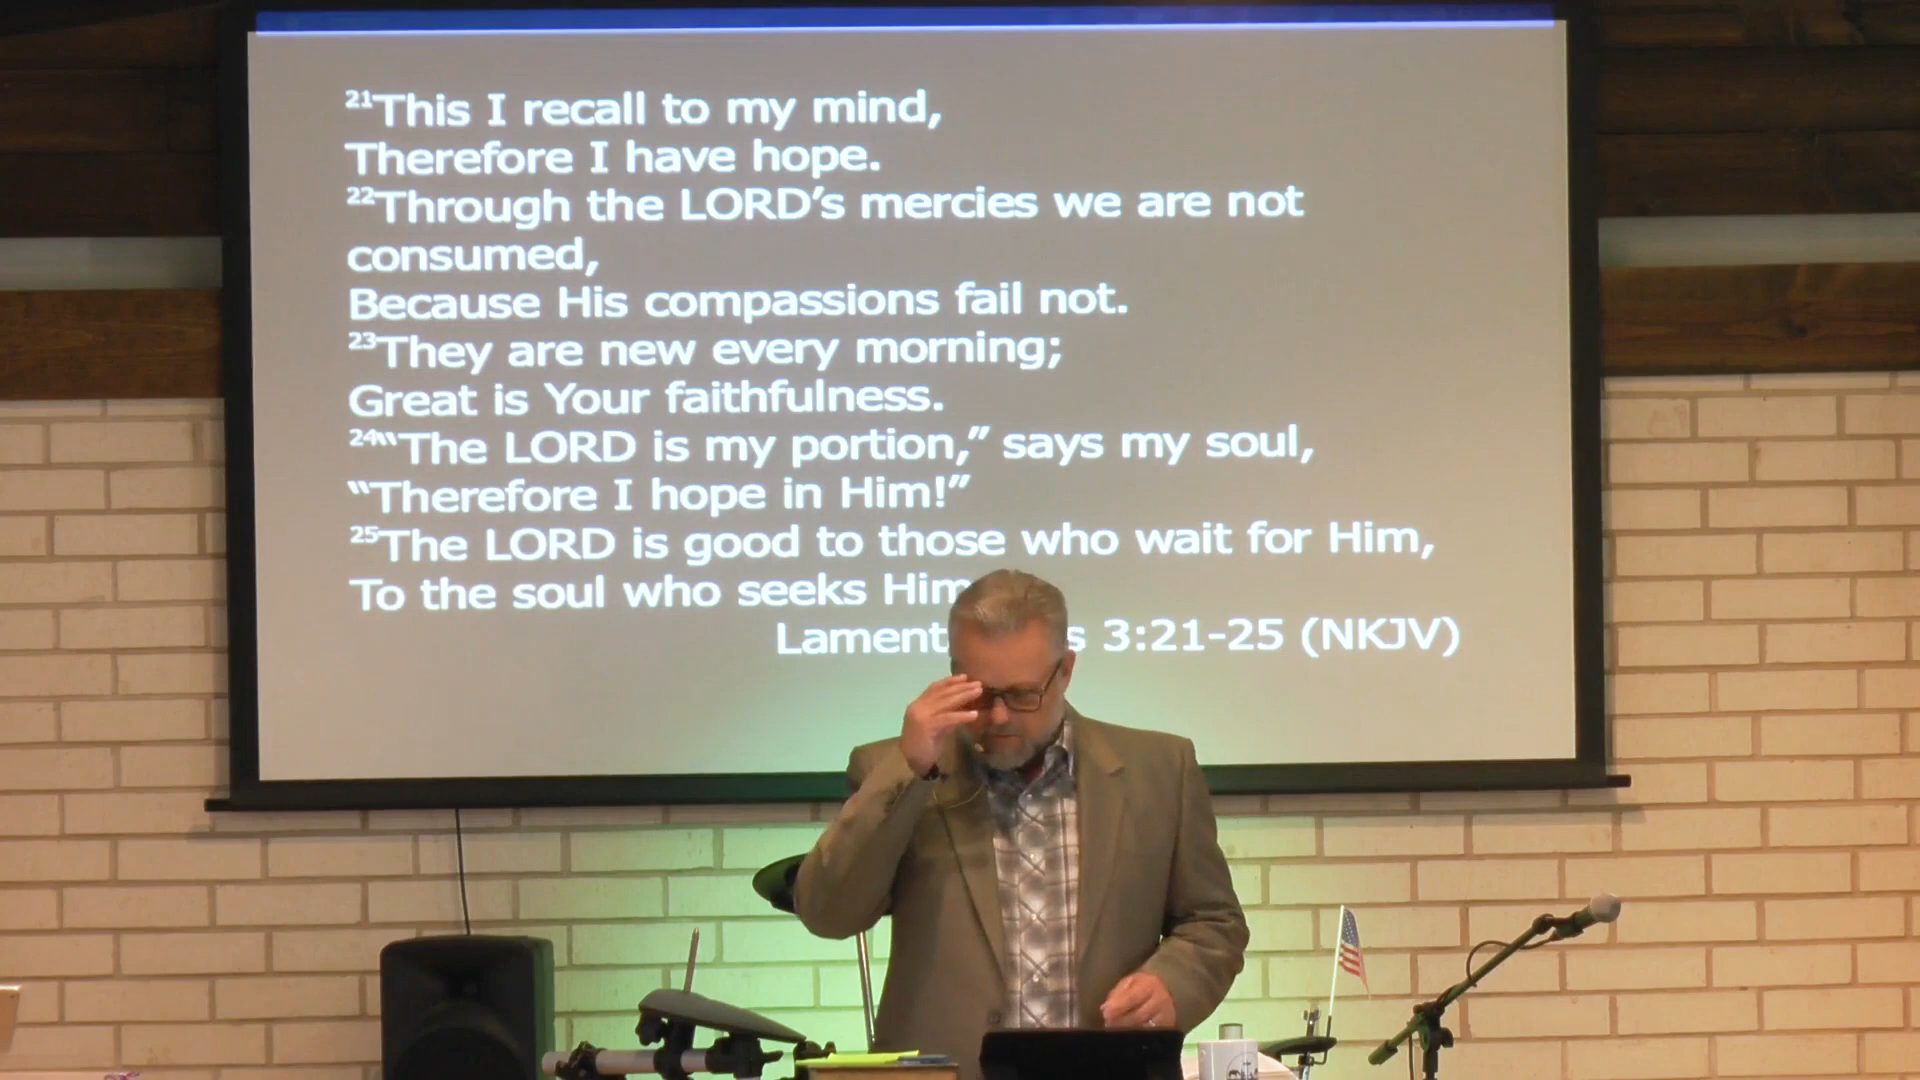 21This I recall to my mind,
Therefore I have hope.
22Through the LORD’s mercies we are not
consumed,
Because His compassions fail not.
23They are new every morning;
Great is Your faithfulness.
24“The LORD is my portion,” says my soul,
“Therefore I hope in Him!”
25The LORD is good to those who wait for Him,
To the soul who seeks Him
3:21-25 (NKJV)